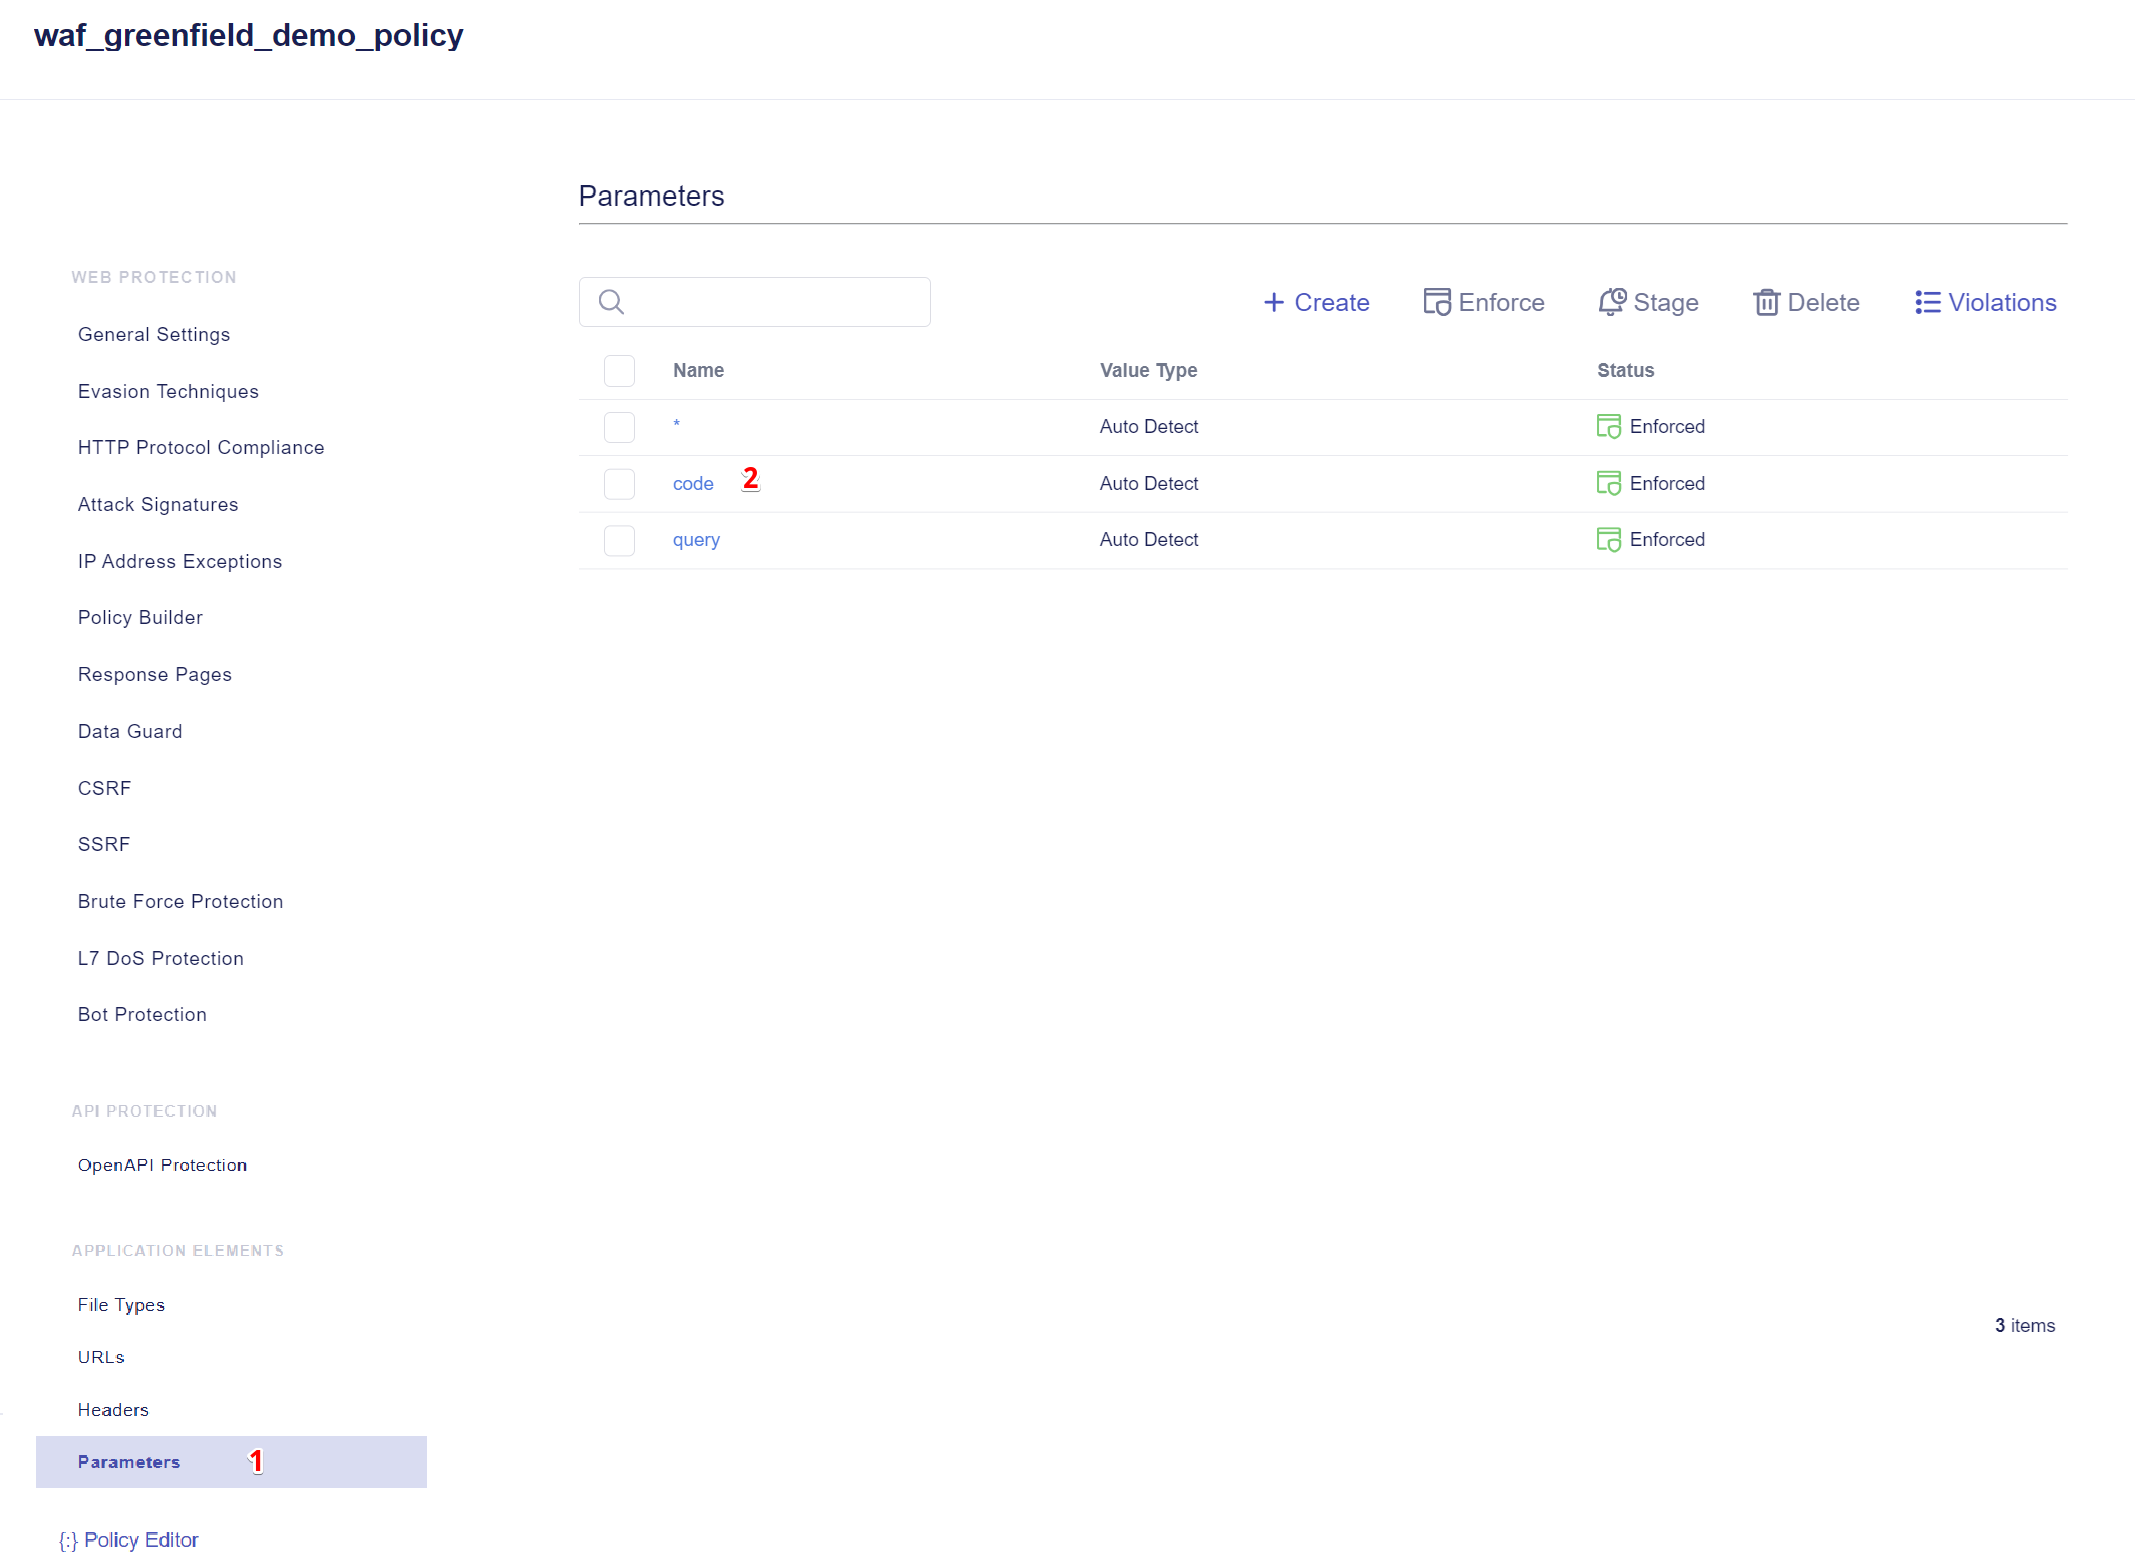 waf_greenfield_demo_policy
Parameters
WEB PROTECTION
General Settings
Evasion Techniques
HTTP Protocol Compliance
Attack Signatures
IP Address Exceptions
Policy Builder
Response Pages
Data Guard
CSRF
SSRF
Brute Force Protection
L7 DoS Protection
Bot Protection
API PROTECTION
OpenAPI Protection
APPLICATION ELEMENTS
File Types
URLs
Headers
Parameters 1
{:} Policy Editor
+ Create Enforce Stage Delete Violations
Name Value Type Status
* Auto Detect Enforced
code 2 Auto Detect Enforced
query Auto Detect Enforced
3 items